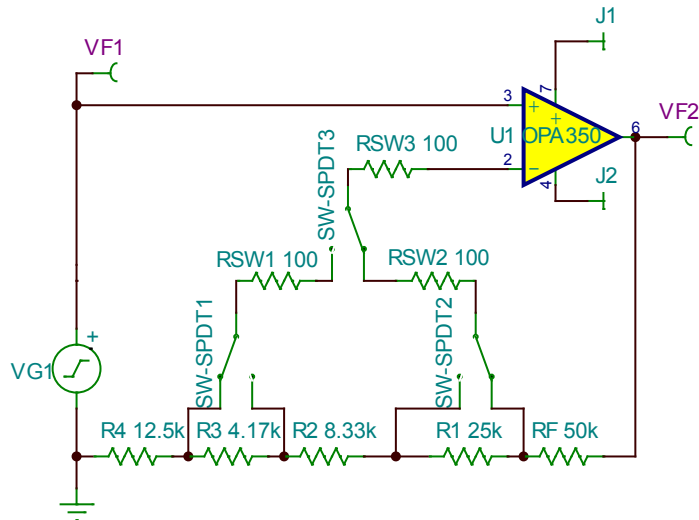 VF1
J1
3
7
+
+
U1 OPA350
6
VF2
RSW3 100
2
−
4
J2
SW-SPDT3
RSW1 100
RSW2 100
SW-SPDT1
SW-SPDT2
+
VG1
R4 12.5k
R3 4.17k
R2 8.33k
R1 25k
RF 50k